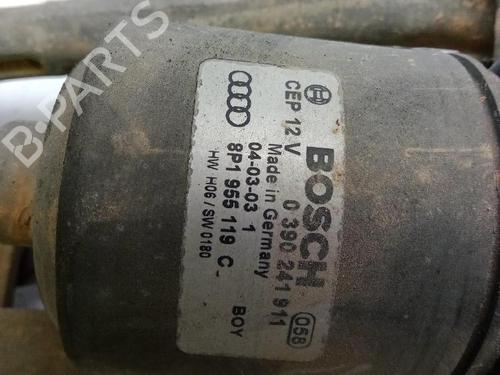 BOSCH
CEP 12 V 0 390 241 911 058
Made in Germany
04-03-03 1
8P1 955 119 C - BOY
HW H06 / SW 0180
B-PARTS